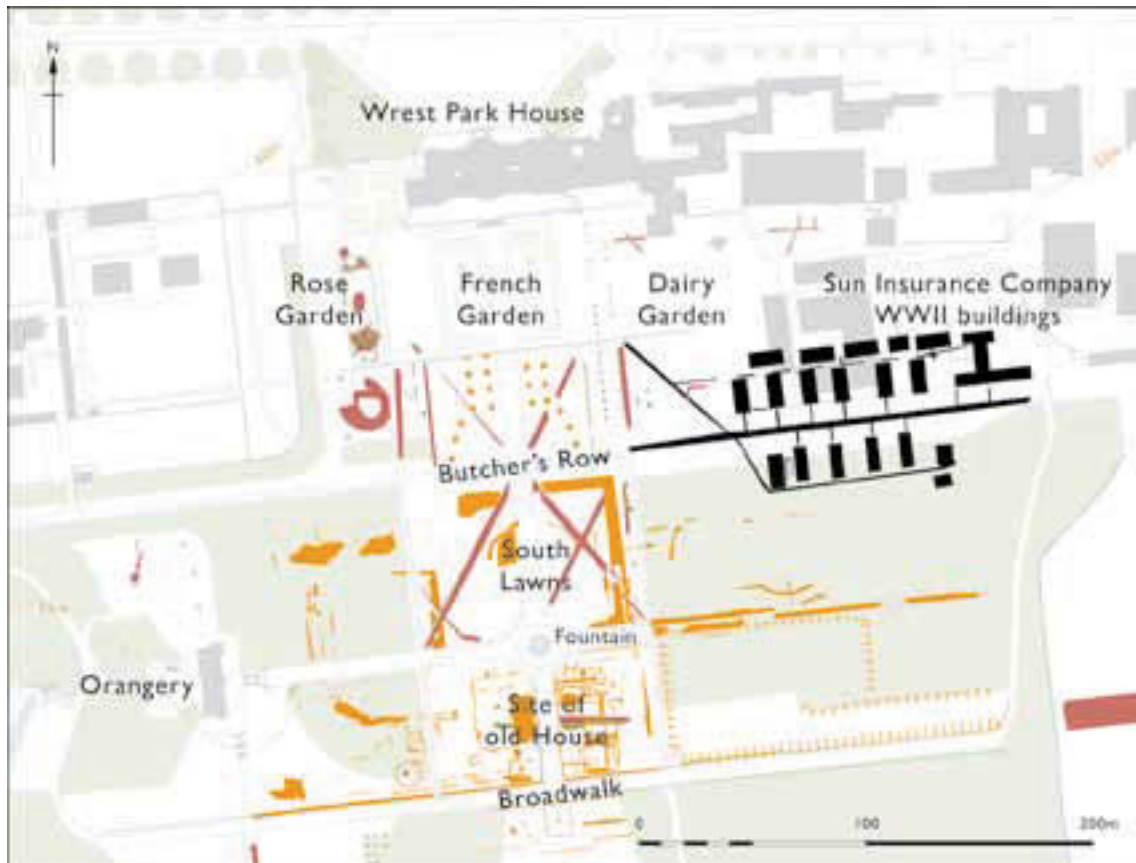 N
Wrest Park House
Rose
Garden
French
Garden
Dairy
Garden
Sun Insurance Company
WWII buildings
Butcher's Row
South
Lawns
Fountain
Orangery
Site of
old House
Broadwalk
0 100 200m